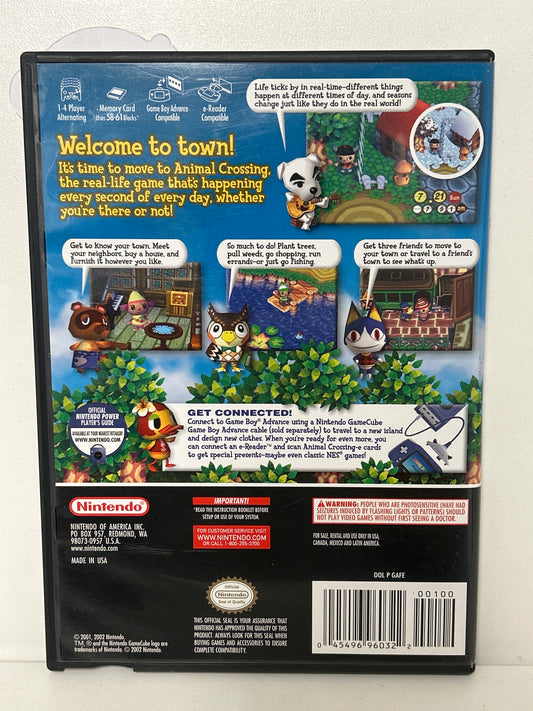 1-4 Player
Alternating
Memory Card
Uses 58-61 Blocks*
Game Boy Advance
Compatible
e-Reader
Compatible
Life ticks by in real-time-different things
happen at different times of day, and seasons
change just like they do in the real world!
Welcome to town!
It's time to move to Animal Crossing,
the real-life game that's happening
every second of every day, whether
you're there or not!
7 21 Sun
Get to know your town. Meet
your neighbors, buy a house, and
furnish it however you like.
So much to do! Plant trees,
pull weeds, go shopping, run
errands-or just go fishing.
Get three friends to move to
your town or travel to a friend's
town to see what's up.
OFFICIAL
NINTENDO POWER
PLAYER'S GUIDE
AVAILABLE AT YOUR NEAREST RETAILER!
WWW.NINTENDO.COM
GET CONNECTED!
Connect to Game Boy® Advance using a Nintendo GameCube
Game Boy Advance cable (sold separately) to travel to a new island
and design new clothes. When you're ready for even more, you
can connect an e-Reader™ and scan Animal Crossing-e cards
to get special presents-maybe even classic NES® games!
Nintendo
NINTENDO OF AMERICA INC.
PO BOX 957, REDMOND, WA
98073-0957 U.S.A.
MADE IN USA
IMPORTANT!
*READ THE INSTRUCTION BOOKLET BEFORE
SETUP OR USE OF YOUR SYSTEM.
FOR CUSTOMER SERVICE VISIT
WWW.NINTENDO.COM
OR CALL 1-800-255-3700
WARNING: PEOPLE WHO ARE PHOTOSENSITIVE (HAVE HAD
SEIZURES INDUCED BY FLASHING LIGHTS OR PATTERNS) SHOULD
NOT PLAY VIDEO GAMES WITHOUT FIRST SEEING A DOCTOR.
FOR SALE, RENTAL AND USE ONLY IN USA,
CANADA, MEXICO AND LATIN AMERICA.
DOL P GAFE
Official
Nintendo
Seal of Quality
THIS OFFICIAL SEAL IS YOUR ASSURANCE THAT
NINTENDO HAS APPROVED THE QUALITY OF THIS
PRODUCT. ALWAYS LOOK FOR THIS SEAL WHEN
BUYING GAMES AND ACCESSORIES TO ENSURE
COMPLETE COMPATIBILITY.
© 2001, 2002 Nintendo
TM, ® and the Nintendo GameCube logo are
trademarks of Nintendo. © 2002 Nintendo.
00100
0 45496 96032 2